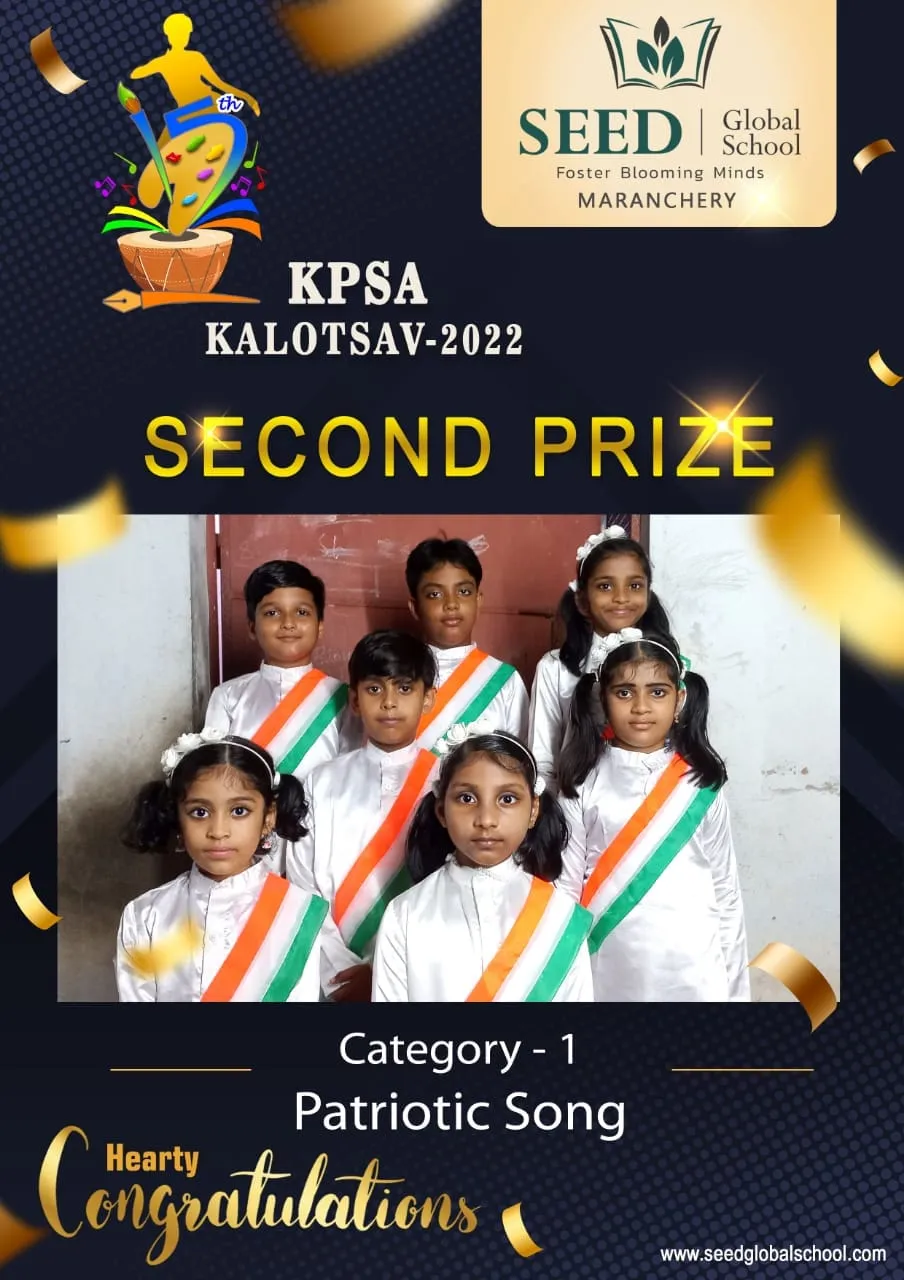 15th
SEED
Global
School
Foster Blooming Minds
MARANCHERY
KPSA
KALOTSAV-2022
SECOND PRIZE
Category - 1
Patriotic Song
Hearty
Congratulations
www.seedglobalschool.com